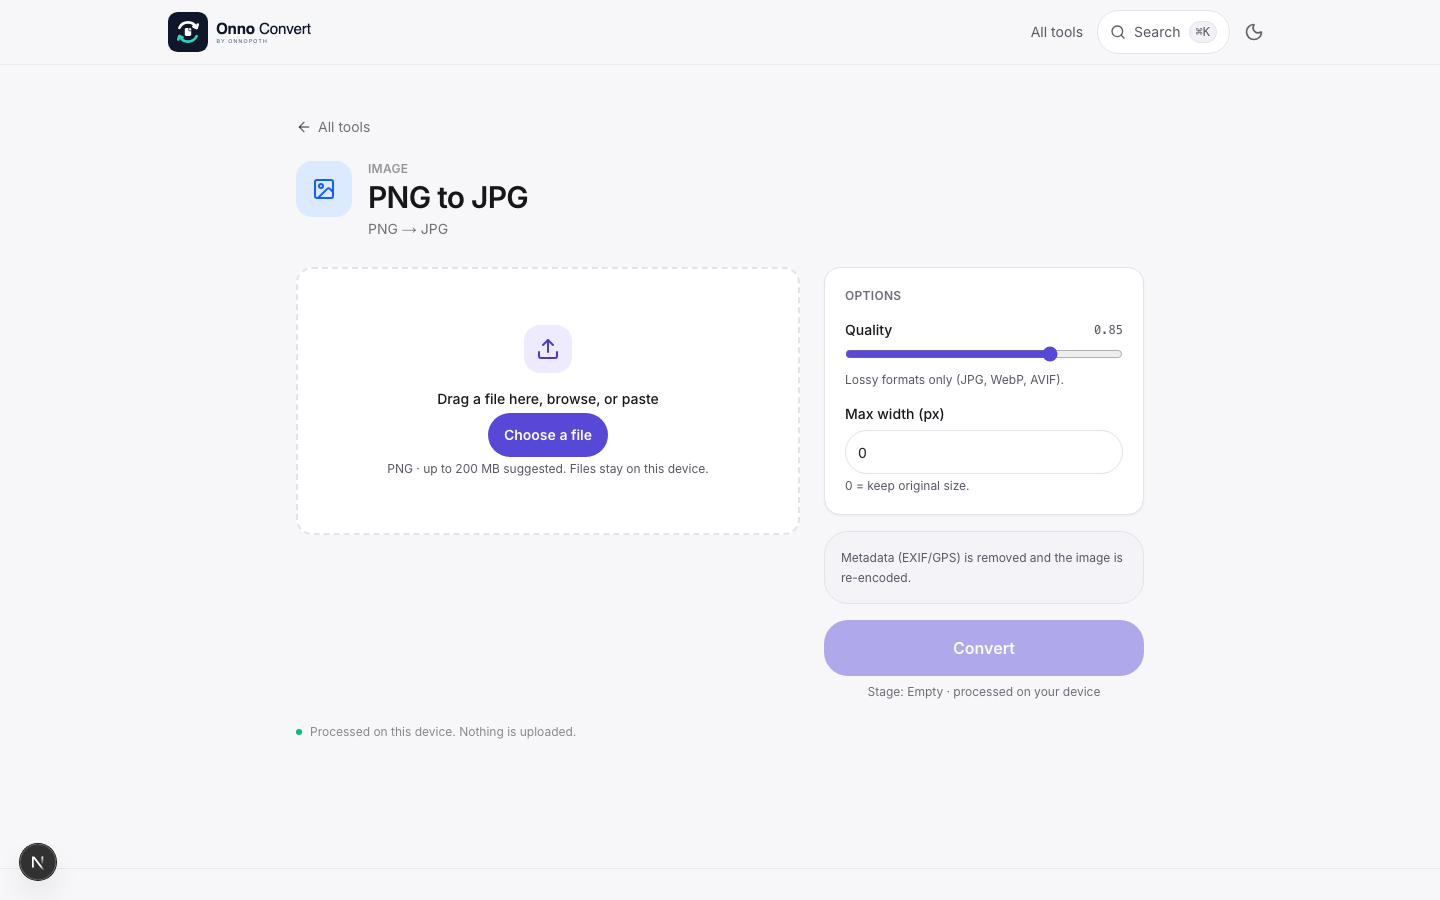 Onno Convert
BY ONNOPOTH
All tools
Search ⌘K
All tools
IMAGE
PNG to JPG
PNG → JPG
Drag a file here, browse, or paste
Choose a file
PNG · up to 200 MB suggested. Files stay on this device.
OPTIONS
Quality 0.85
Lossy formats only (JPG, WebP, AVIF).
Max width (px)
0
0 = keep original size.
Metadata (EXIF/GPS) is removed and the image is
re-encoded.
Convert
Stage: Empty · processed on your device
Processed on this device. Nothing is uploaded.
N